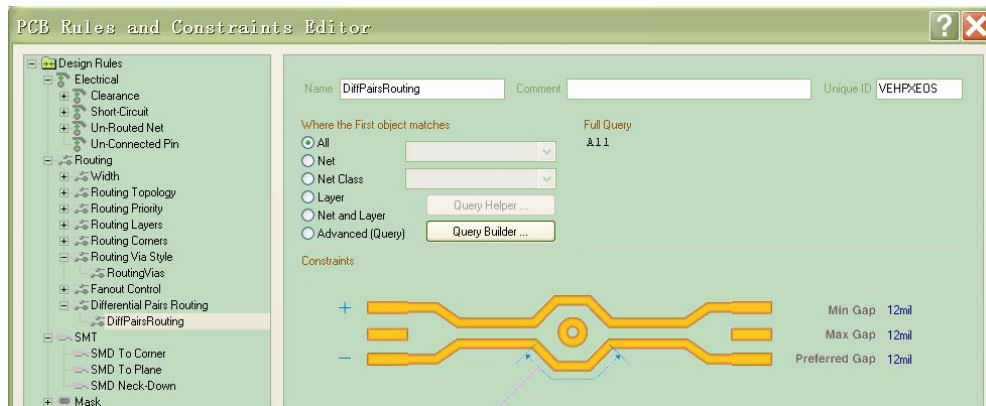 PCB Rules and Constraints Editor
Design Rules
Electrical
Clearance
Short-Circuit
Un-Routed Net
Un-Connected Pin
Routing
Width
Routing Topology
Routing Priority
Routing Layers
Routing Corners
Routing Via Style
RoutingVias
Fanout Control
Differential Pairs Routing
DiffPairsRouting
SMT
SMD To Corner
SMD To Plane
SMD Neck-Down
Mask
Name DiffPairsRouting Comment Unique ID VEHPXEOS
Where the First object matches Full Query
All All
Net
Net Class
Layer
Query Helper ...
Net and Layer
Advanced (Query) Query Builder ...
Constraints
+ Min Gap 12mil
Max Gap 12mil
− Preferred Gap 12mil